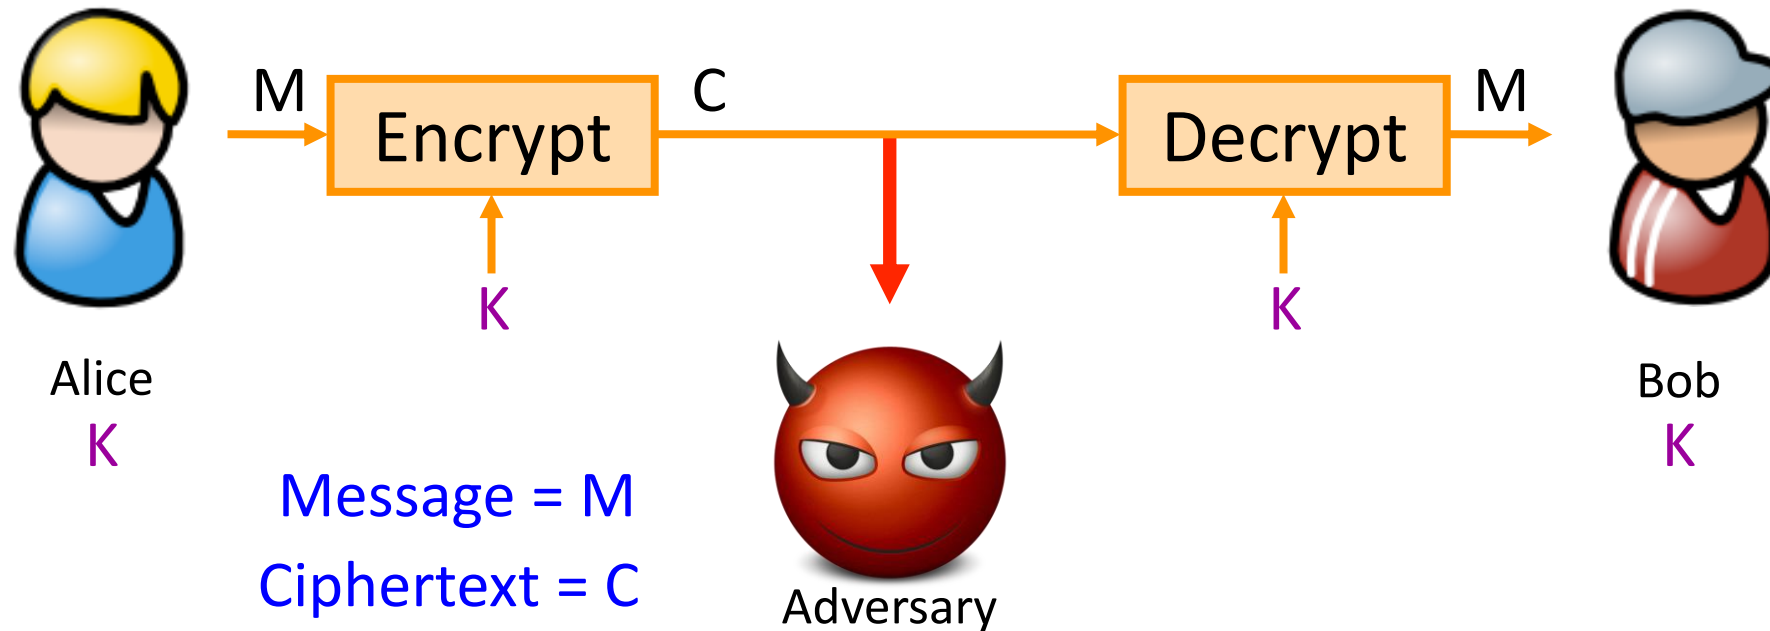 M
Encrypt
C
Decrypt
M
K
K
Alice
K
Bob
K
Message = M
Ciphertext = C
Adversary